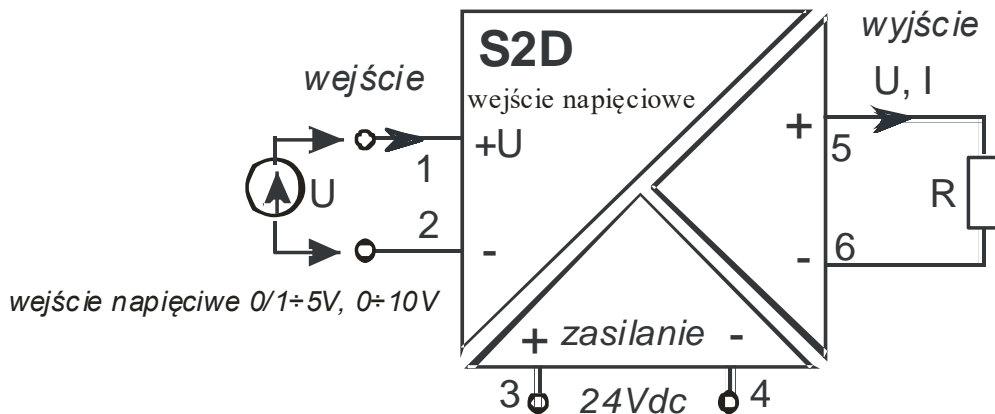 wejście
S2D
wejście napięciowe
wyjście
U, I
+U
1
U
2
-
+
5
R
6
-
wejście napięciwe 0/1÷5V, 0÷10V
+ zasilanie -
3 24Vdc 4